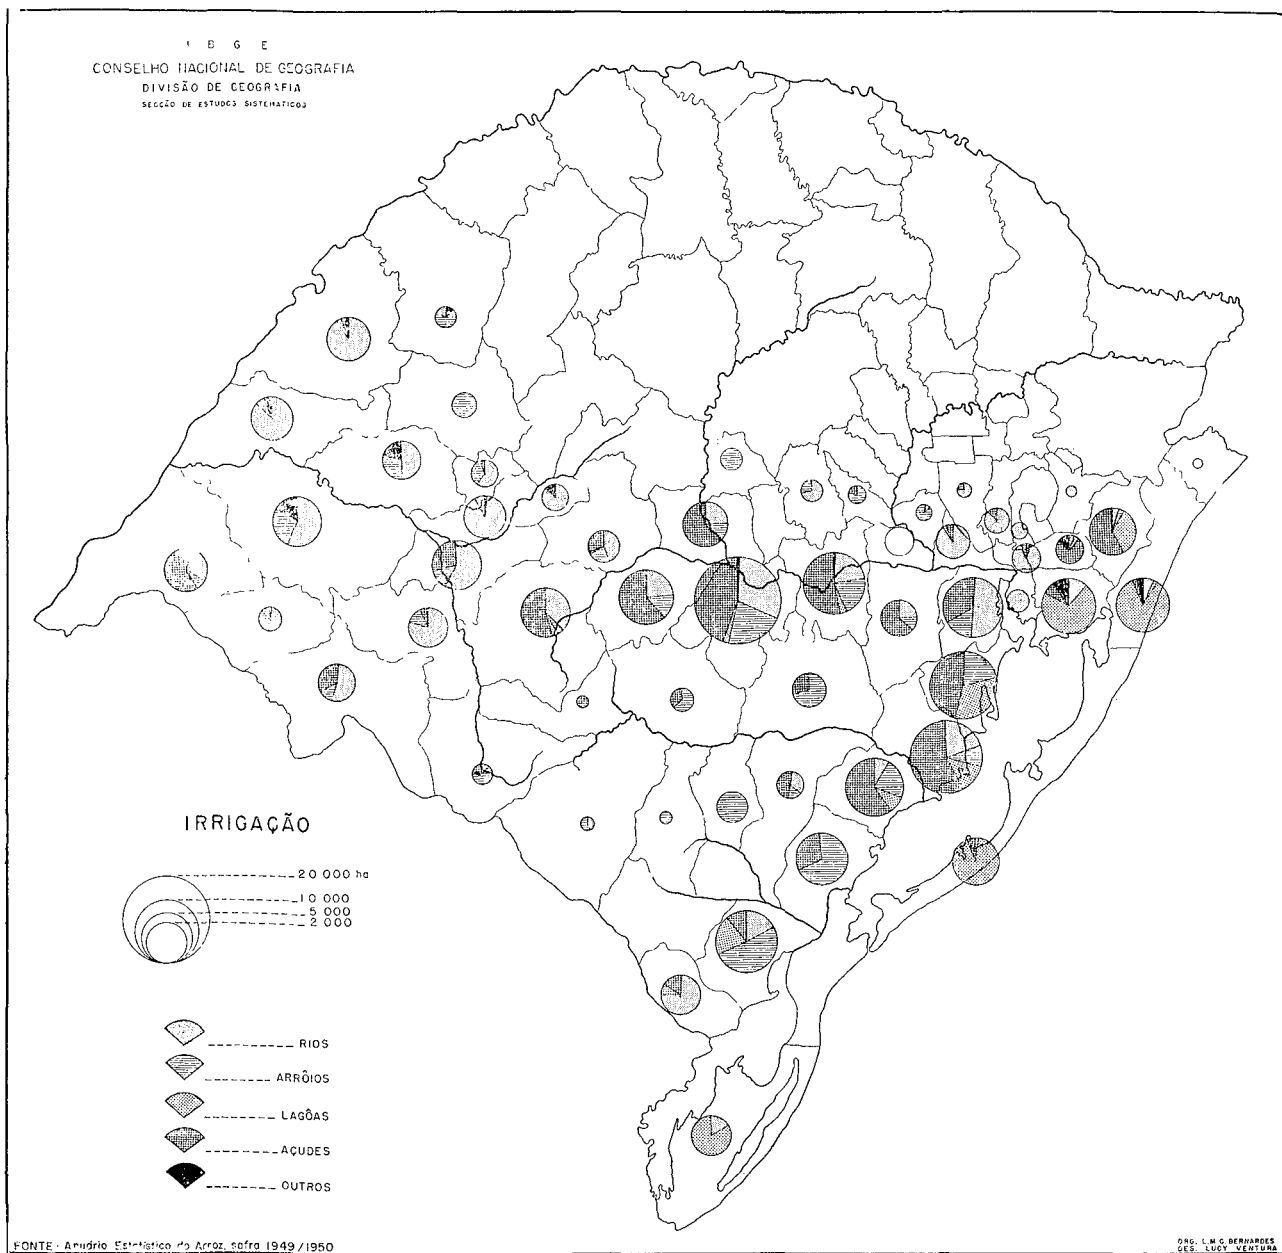 I B G E
CONSELHO NACIONAL DE GEOGRAFIA
DIVISÃO DE GEOGRAFIA
SECCÃO DE ESTUDOS SISTEMATICOS
IRRIGAÇÃO
20 000 ha
10 000
5 000
2 000
RIOS
ARRÔIOS
LAGÔAS
AÇUDES
OUTROS
FONTE - Anuário Estatístico do Arroz, safra 1949/1950
ORG. L.M.C. BERNARDES
DES. LUCY VENTURA